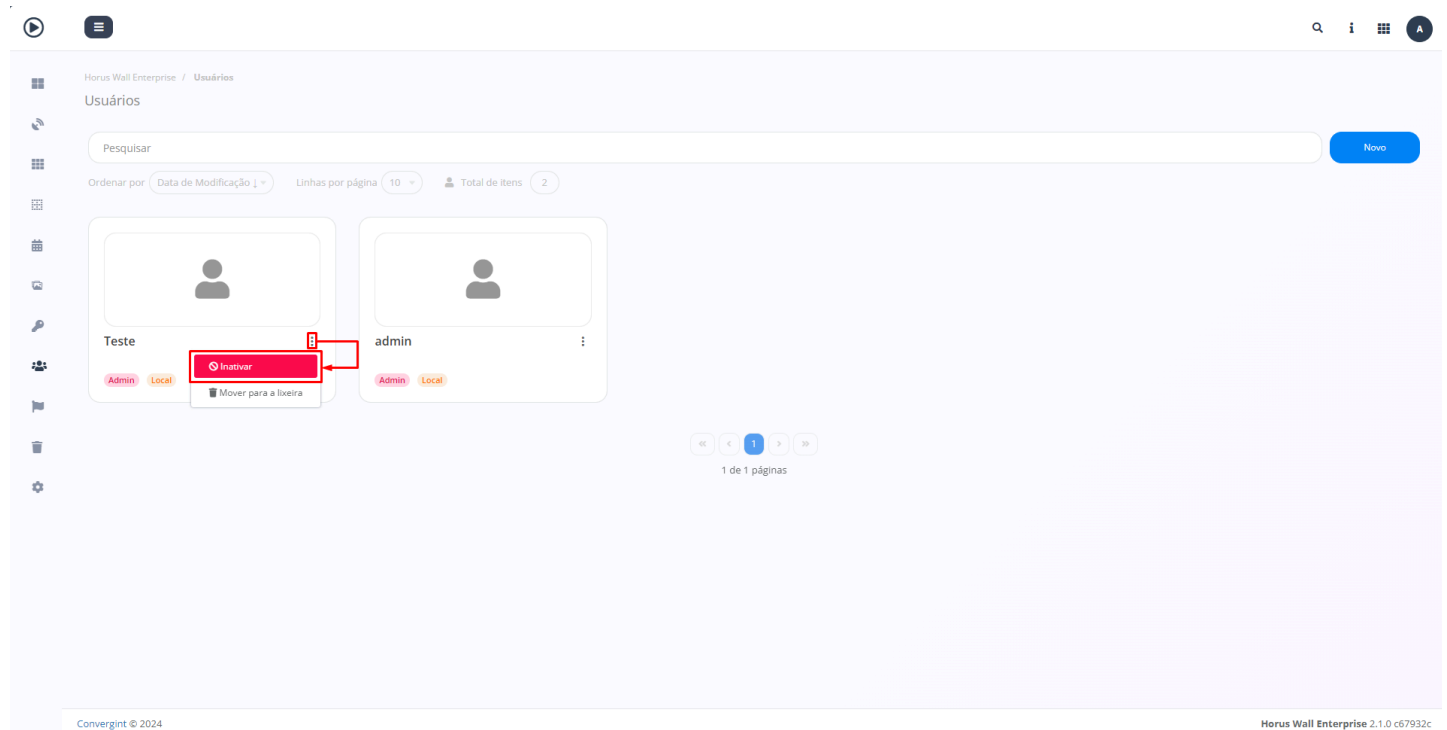 A
Horus Wall Enterprise / Usuários
Usuários
Pesquisar
Novo
Ordenar por Data de Modificação ↓ Linhas por página 10 Total de itens 2
Teste
admin
Inativar
Admin Local
Admin Local
Mover para a lixeira
« ‹ 1 › »
1 de 1 páginas
Convergint © 2024
Horus Wall Enterprise 2.1.0 c67932c